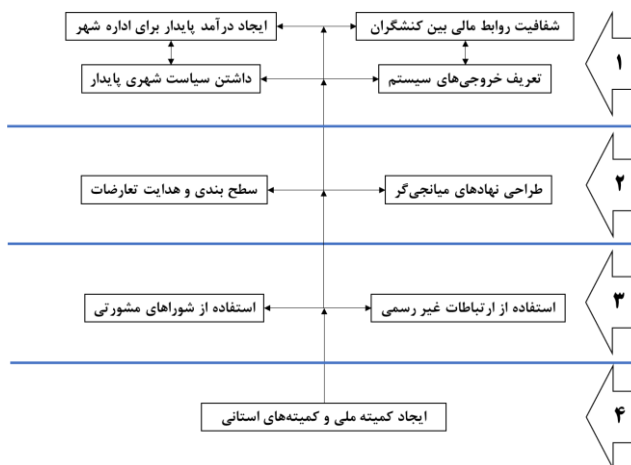 شفافیت روابط مالی بین کنشگران
ایجاد درآمد پایدار برای اداره شهر
۱
تعریف خروجی‌های سیستم
داشتن سیاست شهری پایدار
۲
طراحی نهادهای میانجی‌گر
سطح بندی و هدایت تعارضات
۳
استفاده از ارتباطات غیر رسمی
استفاده از شوراهای مشورتی
۴
ایجاد کمیته ملی و کمیته‌های استانی